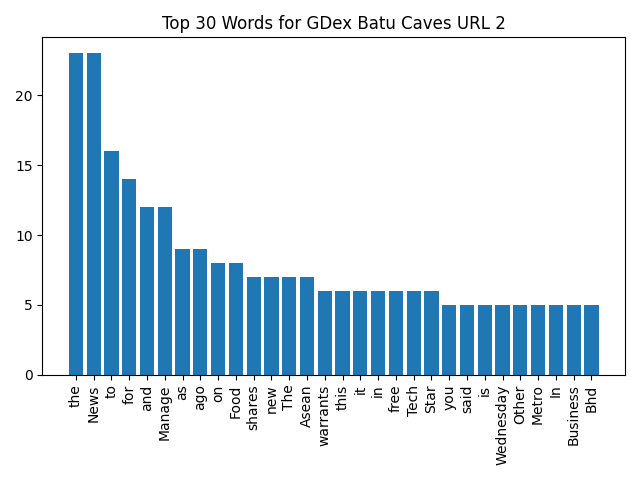 Top 30 Words for GDex Batu Caves URL 2
20
15
10
5
0
the
News
to
for
and
Manage
as
ago
on
Food
shares
new
The
Asean
warrants
this
it
in
free
Tech
Star
you
said
is
Wednesday
Other
Metro
In
Business
Bhd